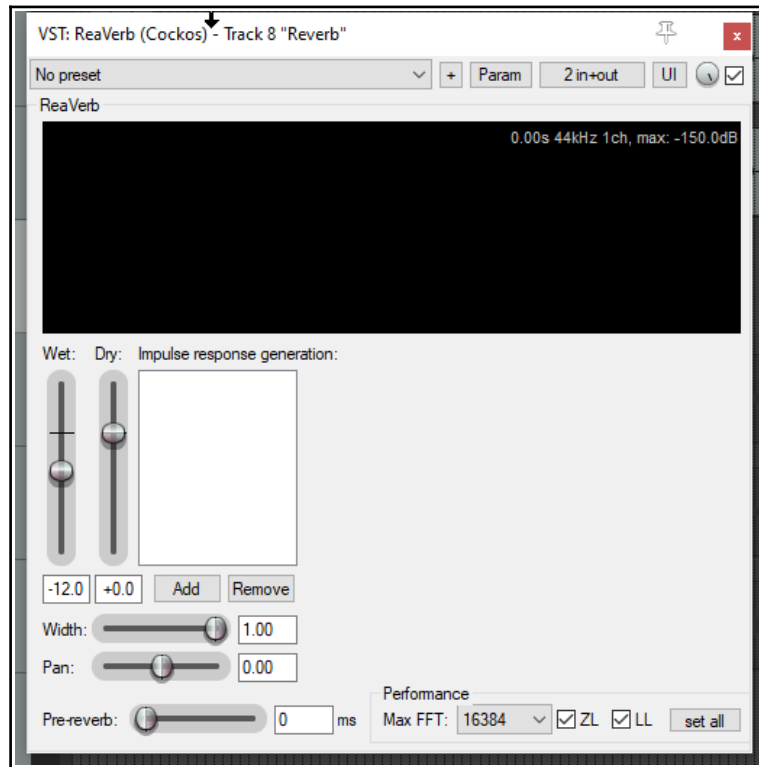 VST: ReaVerb (Cockos) - Track 8 "Reverb"
x
No preset + Param 2 in+out UI
ReaVerb
0.00s 44kHz 1ch, max: -150.0dB
Wet: Dry: Impulse response generation:
-12.0 +0.0 Add Remove
Width: 1.00
Pan: 0.00
Performance
Pre-reverb: 0 ms Max FFT: 16384 ZL LL set all